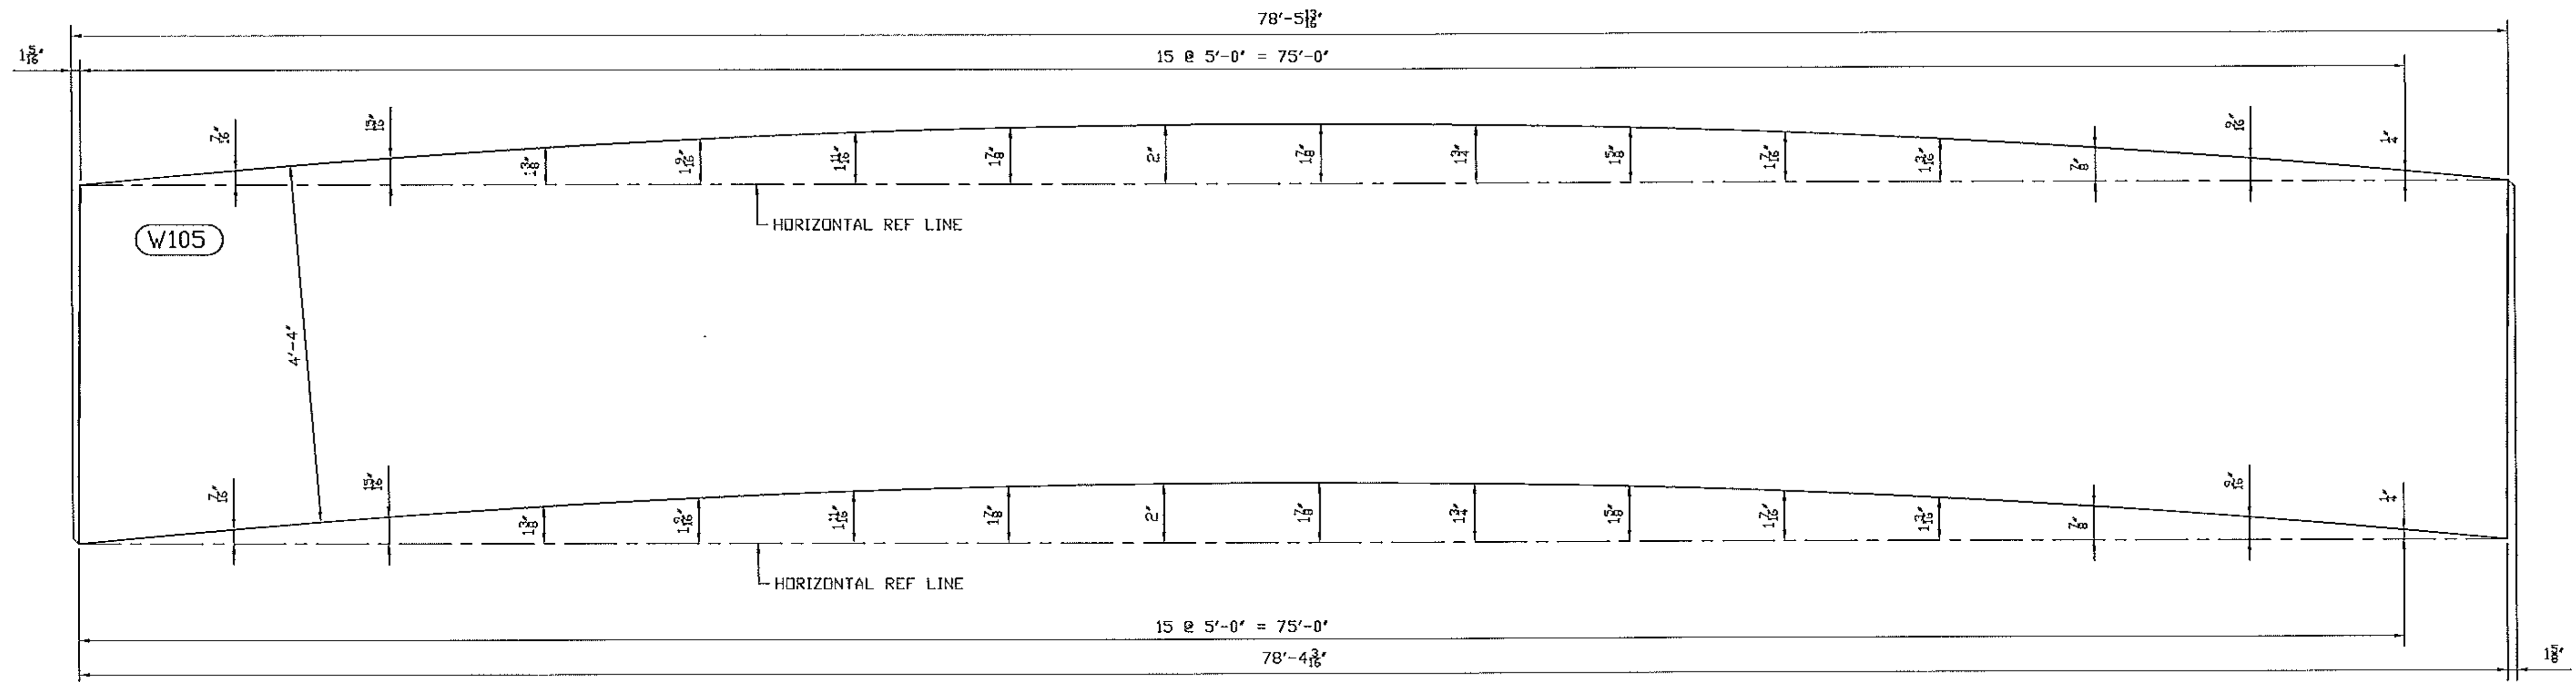 78'-5 13/16"
1 5/16"
15 @ 5'-0" = 75'-0"
7/16" 15/16" 1 3/8" 1 9/16" 1 11/16" 1 7/8" 2" 1 7/8" 1 3/4" 1 5/8" 1 7/16" 1 3/16" 7/8" 9/16" 1/4"
HORIZONTAL REF LINE
W105
4'-4"
7/16" 15/16" 1 3/8" 1 9/16" 1 11/16" 1 7/8" 2" 1 7/8" 1 3/4" 1 5/8" 1 7/16" 1 3/16" 7/8" 9/16" 1/4"
HORIZONTAL REF LINE
15 @ 5'-0" = 75'-0"
78'-4 3/16"
1 5/8"